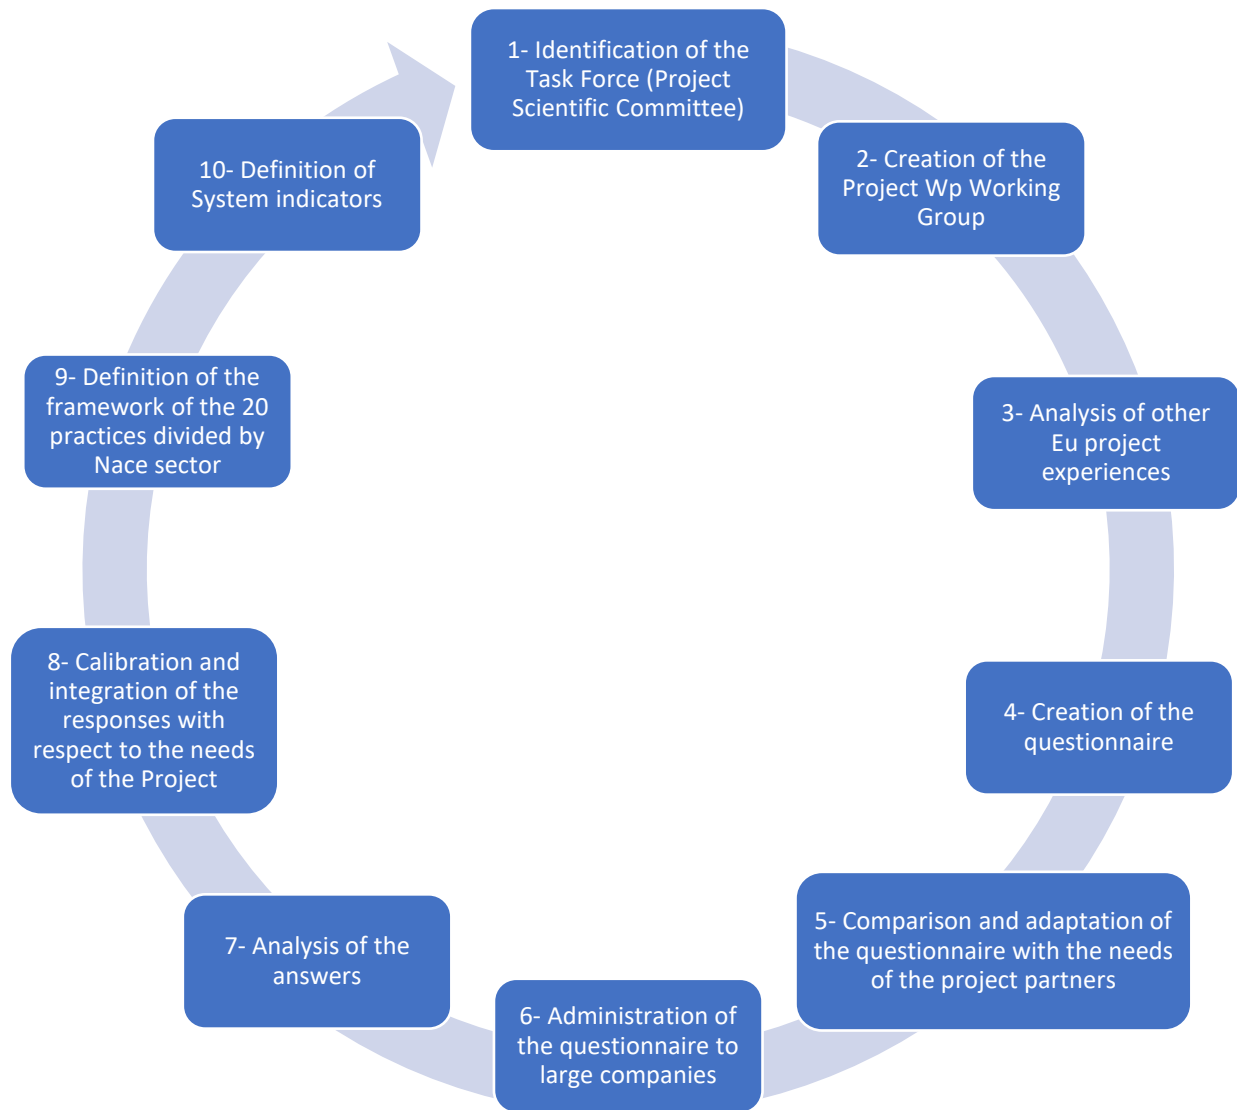 1- Identification of the
Task Force (Project
Scientific Committee)
2- Creation of the
Project Wp Working
Group
3- Analysis of other
Eu project
experiences
4- Creation of the
questionnaire
5- Comparison and adaptation of
the questionnaire with the needs
of the project partners
6- Administration of
the questionnaire to
large companies
7- Analysis of the
answers
8- Calibration and
integration of the
responses with
respect to the needs
of the Project
9- Definition of the
framework of the 20
practices divided by
Nace sector
10- Definition of
System indicators